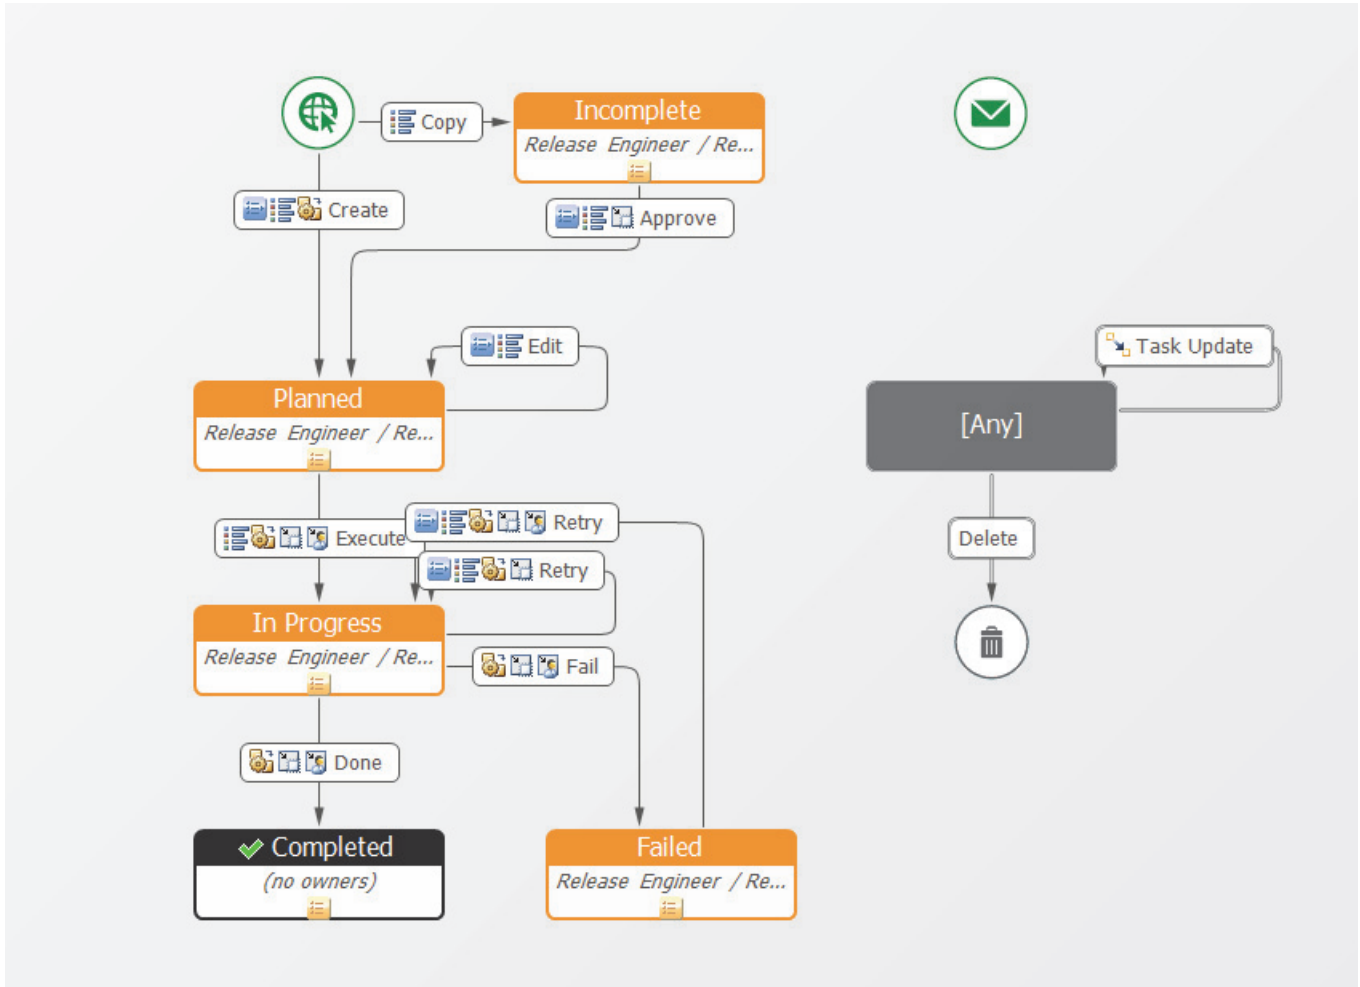 Copy
Incomplete
Release Engineer / Re...
Create
Approve
Edit
Task Update
Planned
Release Engineer / Re...
[Any]
Execute
Retry
Delete
Retry
In Progress
Release Engineer / Re...
Fail
Done
Completed
(no owners)
Failed
Release Engineer / Re...